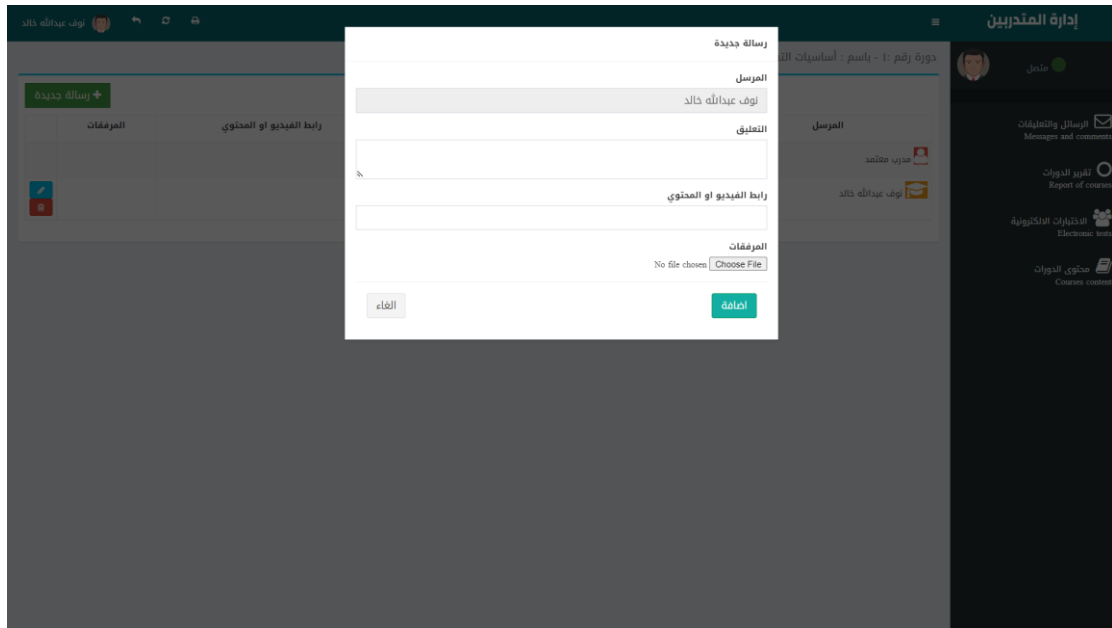 إدارة المتدربين
نوف عبدالله خالد
متصل
الرسائل والتعليقات
Messages and comments
تقرير الدورات
Report of courses
الاختبارات الالكترونية
Electronic tests
محتوى الدورات
Courses content
دورة رقم :1 - باسم : أساسيات
رسالة جديدة
المرسل
رابط الفيديو او المحتوي
المرفقات
مدرب معتمد
نوف عبدالله خالد
رسالة جديدة
المرسل
نوف عبدالله خالد
التعليق
رابط الفيديو او المحتوي
المرفقات
Choose File No file chosen
اضافة
الغاء